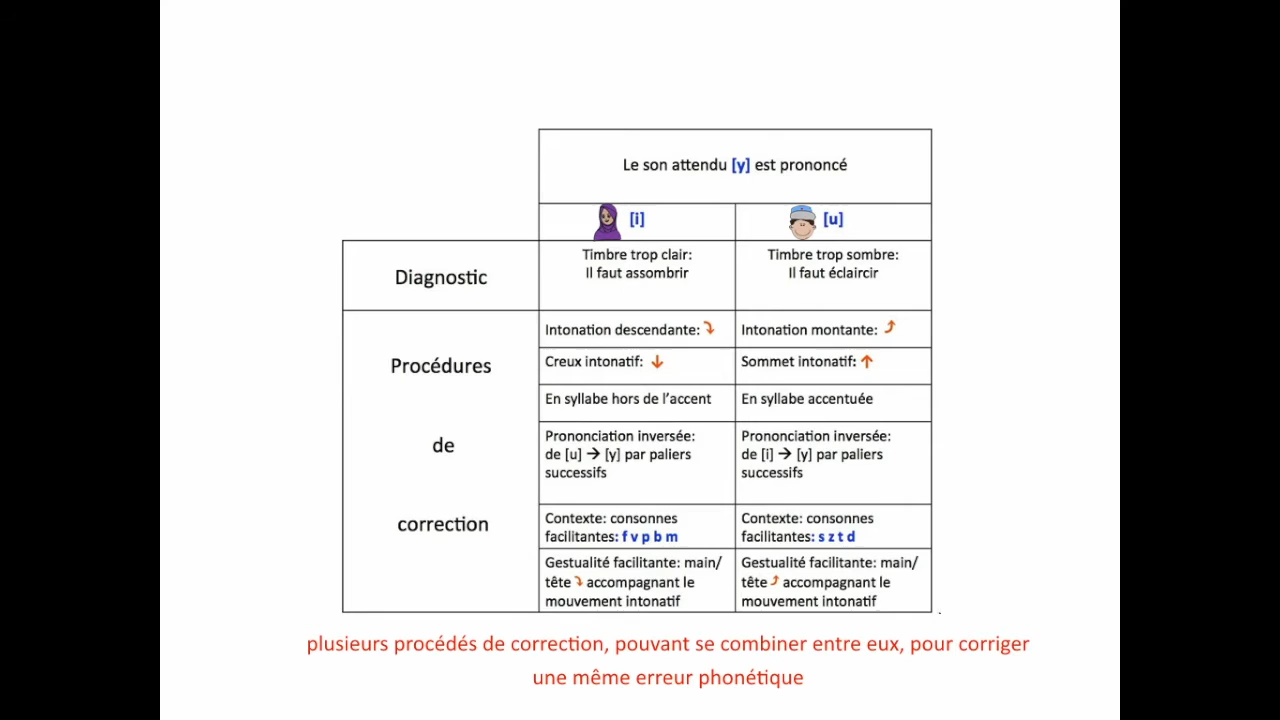 Le son attendu [y] est prononcé
[i] [u]
Diagnostic
Timbre trop clair:
Il faut assombrir
Timbre trop sombre:
Il faut éclaircir
Procédures
de
correction
Intonation descendante: ⤵
Intonation montante: ⤴
Creux intonatif: ↓
Sommet intonatif: ↑
En syllabe hors de l’accent
En syllabe accentuée
Prononciation inversée:
de [u] → [y] par paliers
successifs
Prononciation inversée:
de [i] → [y] par paliers
successifs
Contexte: consonnes
facilitantes: f v p b m
Contexte: consonnes
facilitantes: s z t d
Gestualité facilitante: main/
tête ⤵ accompagnant le
mouvement intonatif
Gestualité facilitante: main/
tête ⤴ accompagnant le
mouvement intonatif
.
plusieurs procédés de correction, pouvant se combiner entre eux, pour corriger
une même erreur phonétique